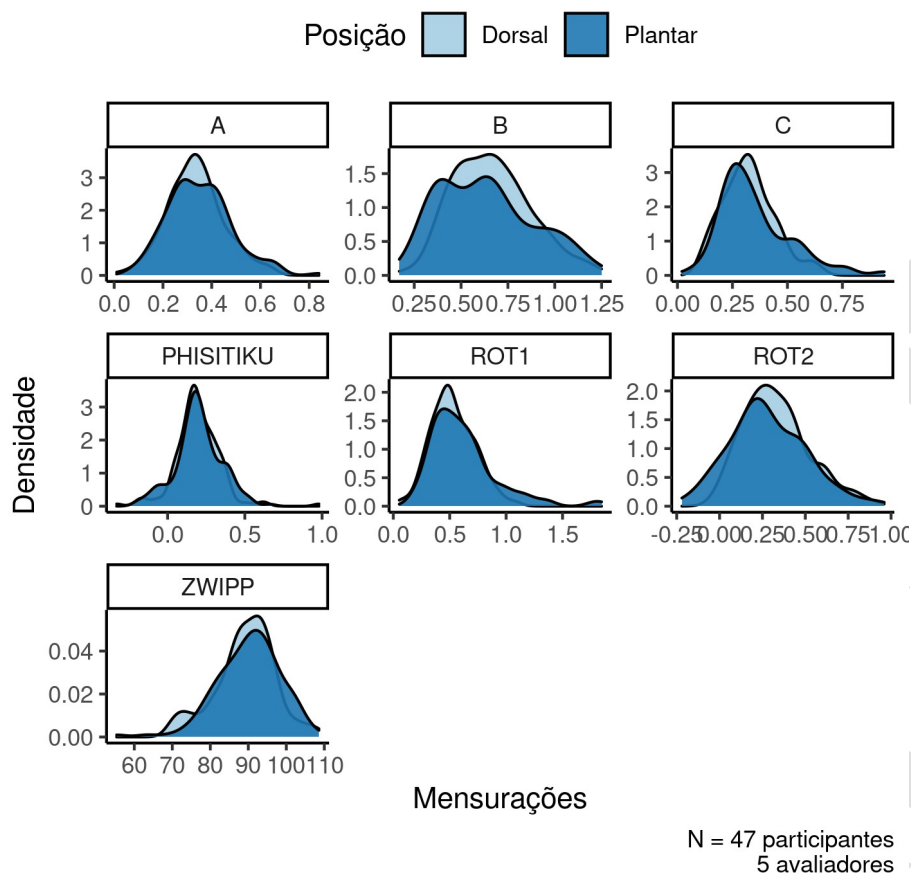 Posição Dorsal Plantar
A B C
3 2 1 0
0.0 0.2 0.4 0.6 0.8
1.5 1.0 0.5 0.0
0.25 0.50 0.75 1.00 1.25
3 2 1 0
0.00 0.25 0.50 0.75
PHISITIKU ROT1 ROT2
3 2 1 0
0.0 0.5 1.0
2.0 1.5 1.0 0.5 0.0
0.0 0.5 1.0 1.5
2.0 1.5 1.0 0.5 0.0
-0.25 0.00 0.25 0.50 0.75 1.00
Densidade
ZWIPP
0.04
0.02
0.00
60 70 80 90 100 110
Mensurações
N = 47 participantes
5 avaliadores